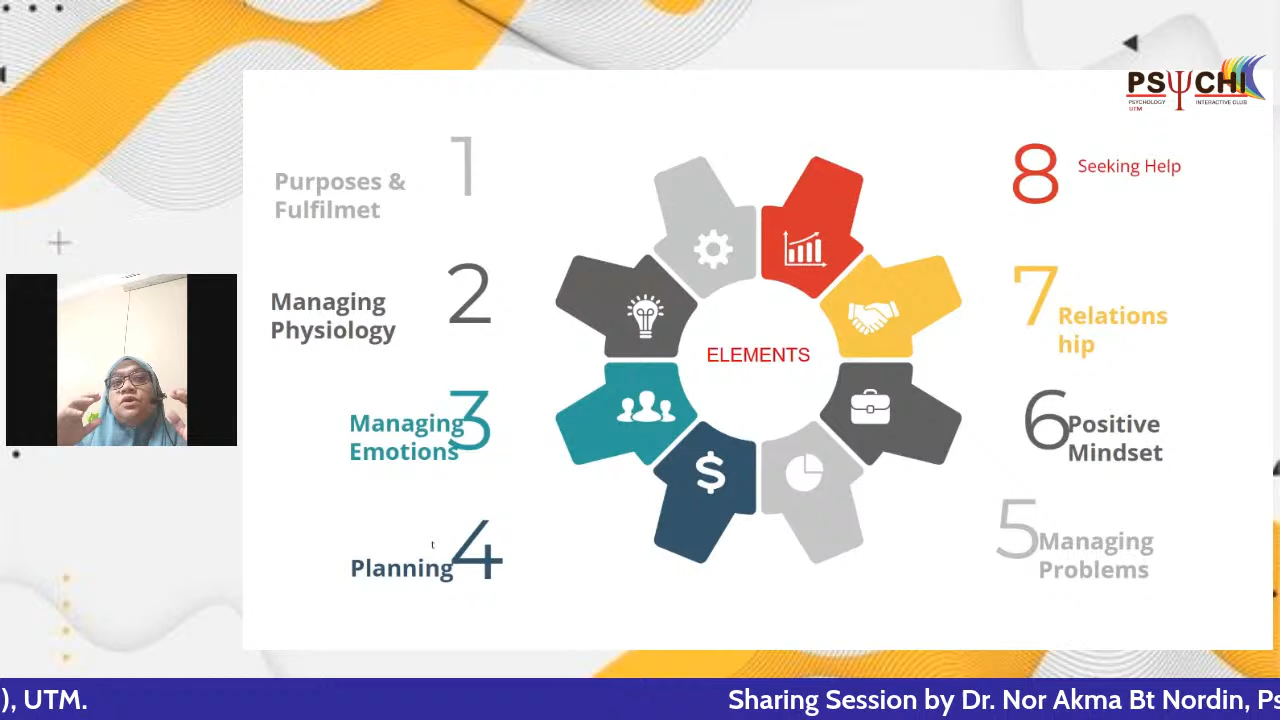 PSYCHI
PSYCHOLOGY
INTERACTIVE CLUB
UTM
1
Purposes &
Fulfilmet
2
Managing
Physiology
3
Managing
Emotions
4
t
Planning
ELEMENTS
$
8
Seeking Help
7
Relations
hip
6
Positive
Mindset
5
Managing
Problems
), UTM.
Sharing Session by Dr. Nor Akma Bt Nordin, Ps